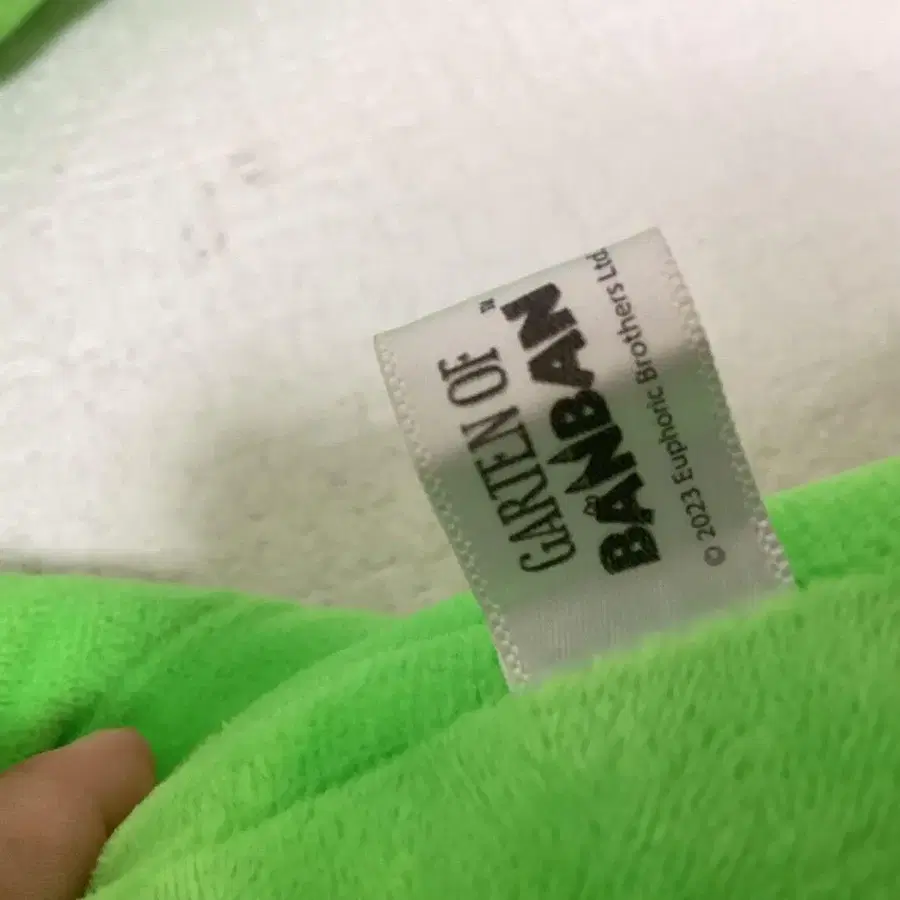 GARTEN OF
BANBAN™
© 2023 Euphoric Brothers Ltd.